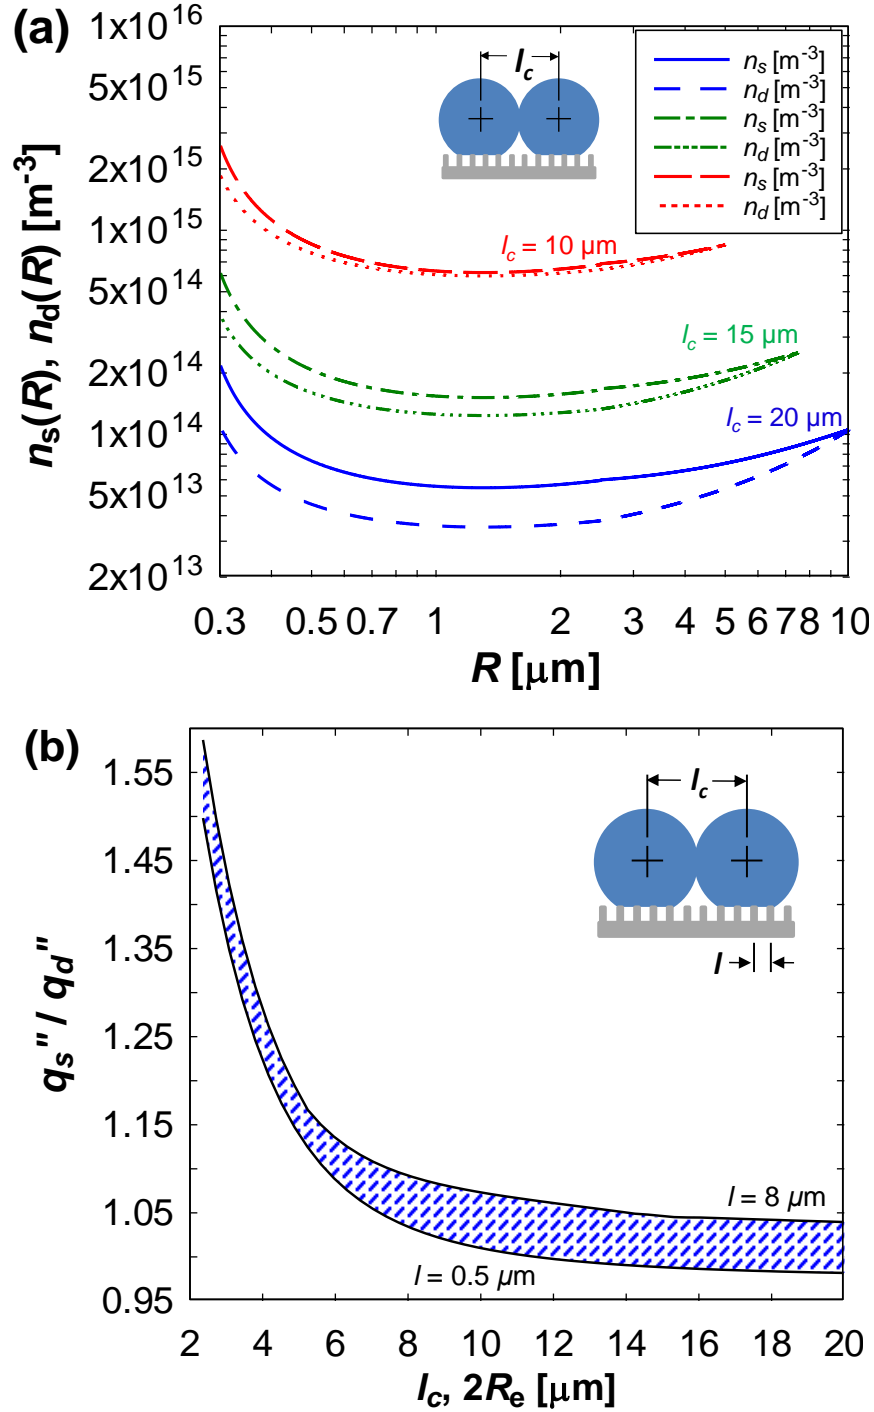 (a)
1x10^16
5x10^15
2x10^15
1x10^15
5x10^14
2x10^14
1x10^14
5x10^13
2x10^13
n_s(R), n_d(R) [m^-3]
l_c
n_s [m^-3]
n_d [m^-3]
n_s [m^-3]
n_d [m^-3]
n_s [m^-3]
n_d [m^-3]
l_c = 10 µm
l_c = 15 µm
l_c = 20 µm
0.3 0.5 0.7 1 2 3 4 5 6 7 8 10
R [µm]
(b)
1.55
1.45
1.35
1.25
1.15
1.05
0.95
q_s" / q_d"
l_c
l
l = 8 µm
l = 0.5 µm
2 4 6 8 10 12 14 16 18 20
l_c, 2R_e [µm]